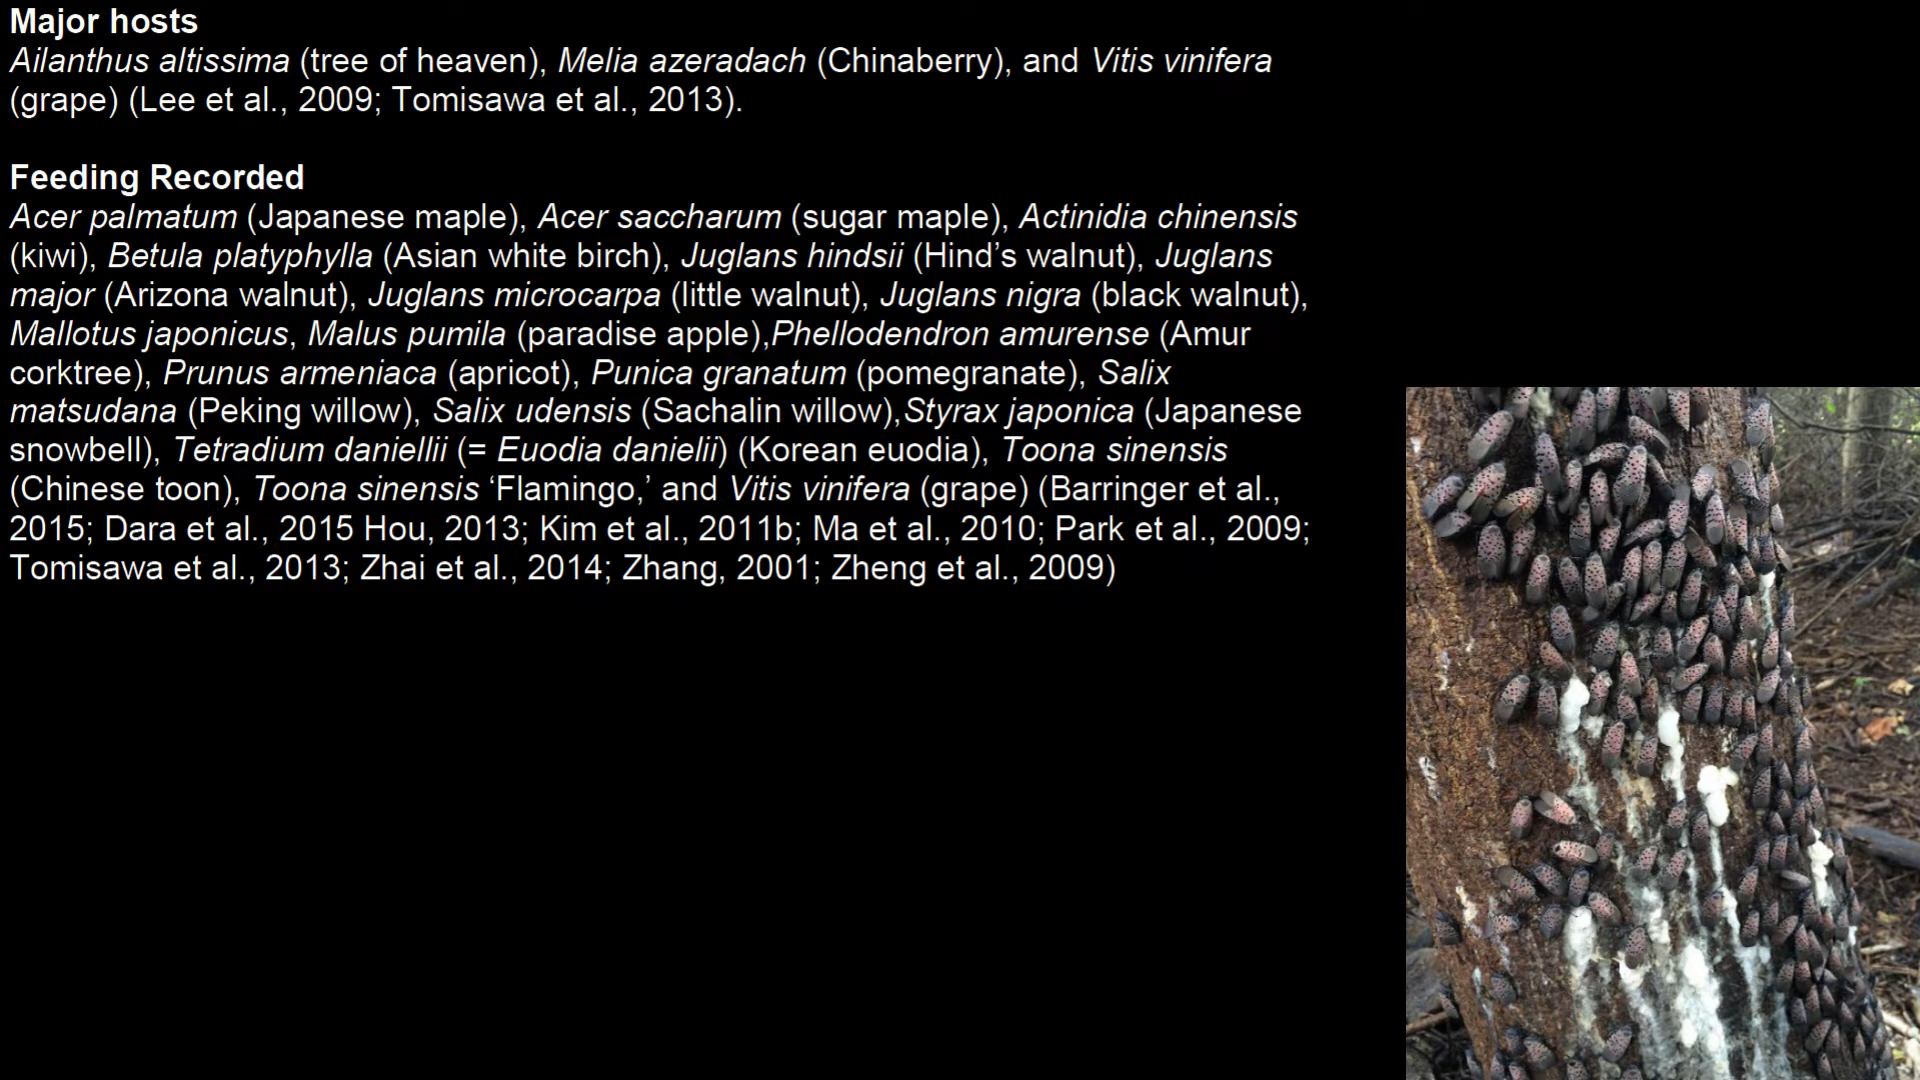 Major hosts
Ailanthus altissima (tree of heaven), Melia azeradach (Chinaberry), and Vitis vinifera
(grape) (Lee et al., 2009; Tomisawa et al., 2013).
Feeding Recorded
Acer palmatum (Japanese maple), Acer saccharum (sugar maple), Actinidia chinensis
(kiwi), Betula platyphylla (Asian white birch), Juglans hindsii (Hind’s walnut), Juglans
major (Arizona walnut), Juglans microcarpa (little walnut), Juglans nigra (black walnut),
Mallotus japonicus, Malus pumila (paradise apple),Phellodendron amurense (Amur
corktree), Prunus armeniaca (apricot), Punica granatum (pomegranate), Salix
matsudana (Peking willow), Salix udensis (Sachalin willow),Styrax japonica (Japanese
snowbell), Tetradium daniellii (= Euodia danielii) (Korean euodia), Toona sinensis
(Chinese toon), Toona sinensis ‘Flamingo,’ and Vitis vinifera (grape) (Barringer et al.,
2015; Dara et al., 2015 Hou, 2013; Kim et al., 2011b; Ma et al., 2010; Park et al., 2009;
Tomisawa et al., 2013; Zhai et al., 2014; Zhang, 2001; Zheng et al., 2009)